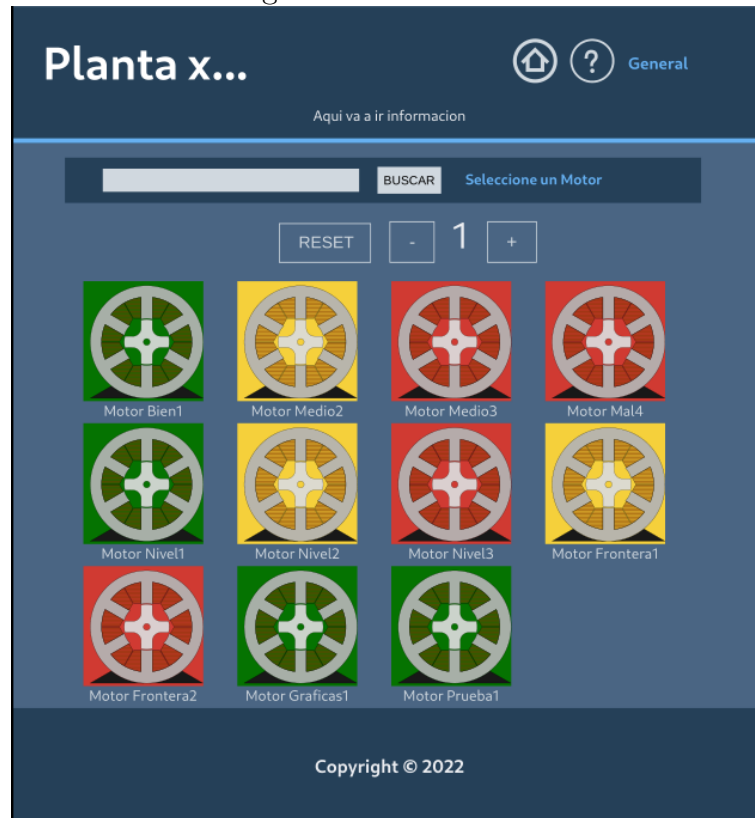 Planta x...
? General
Aqui va a ir informacion
BUSCAR Seleccione un Motor
RESET - 1 +
Motor Bien1 Motor Medio2 Motor Medio3 Motor Mal4
Motor Nivel1 Motor Nivel2 Motor Nivel3 Motor Frontera1
Motor Frontera2 Motor Graficas1 Motor Prueba1
Copyright © 2022